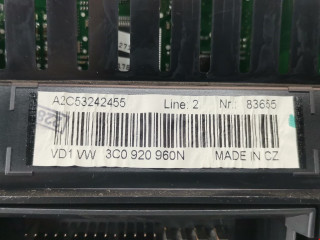 A2C53242455 Line: 2 Nr.: 83655
VD1 VW 3C0 920 960N MADE IN CZ